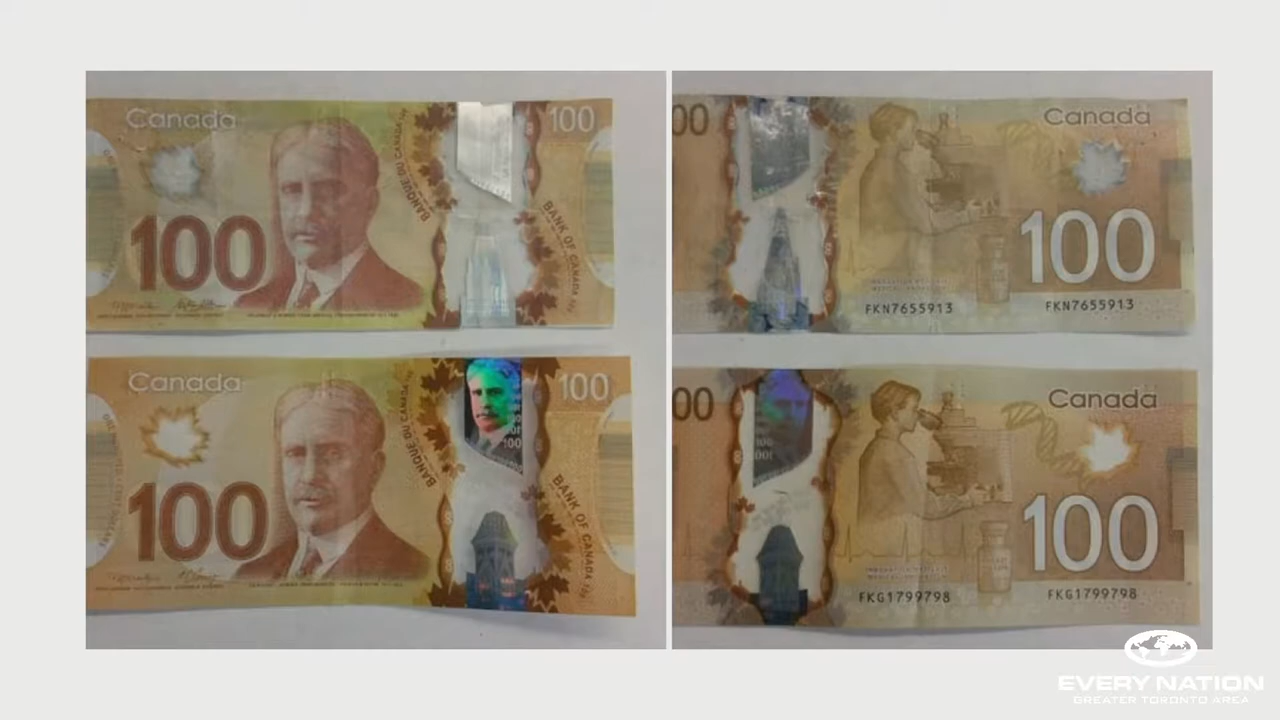 Canada
100
BANQUE DU CANADA
BANK OF CANADA
100
00
Canada
100
FKN7655913
FKN7655913
Canada
100
BANQUE DU CANADA
BANK OF CANADA
100
00
Canada
100
FKG1799798
FKG1799798
EVERY NATION
GREATER TORONTO AREA